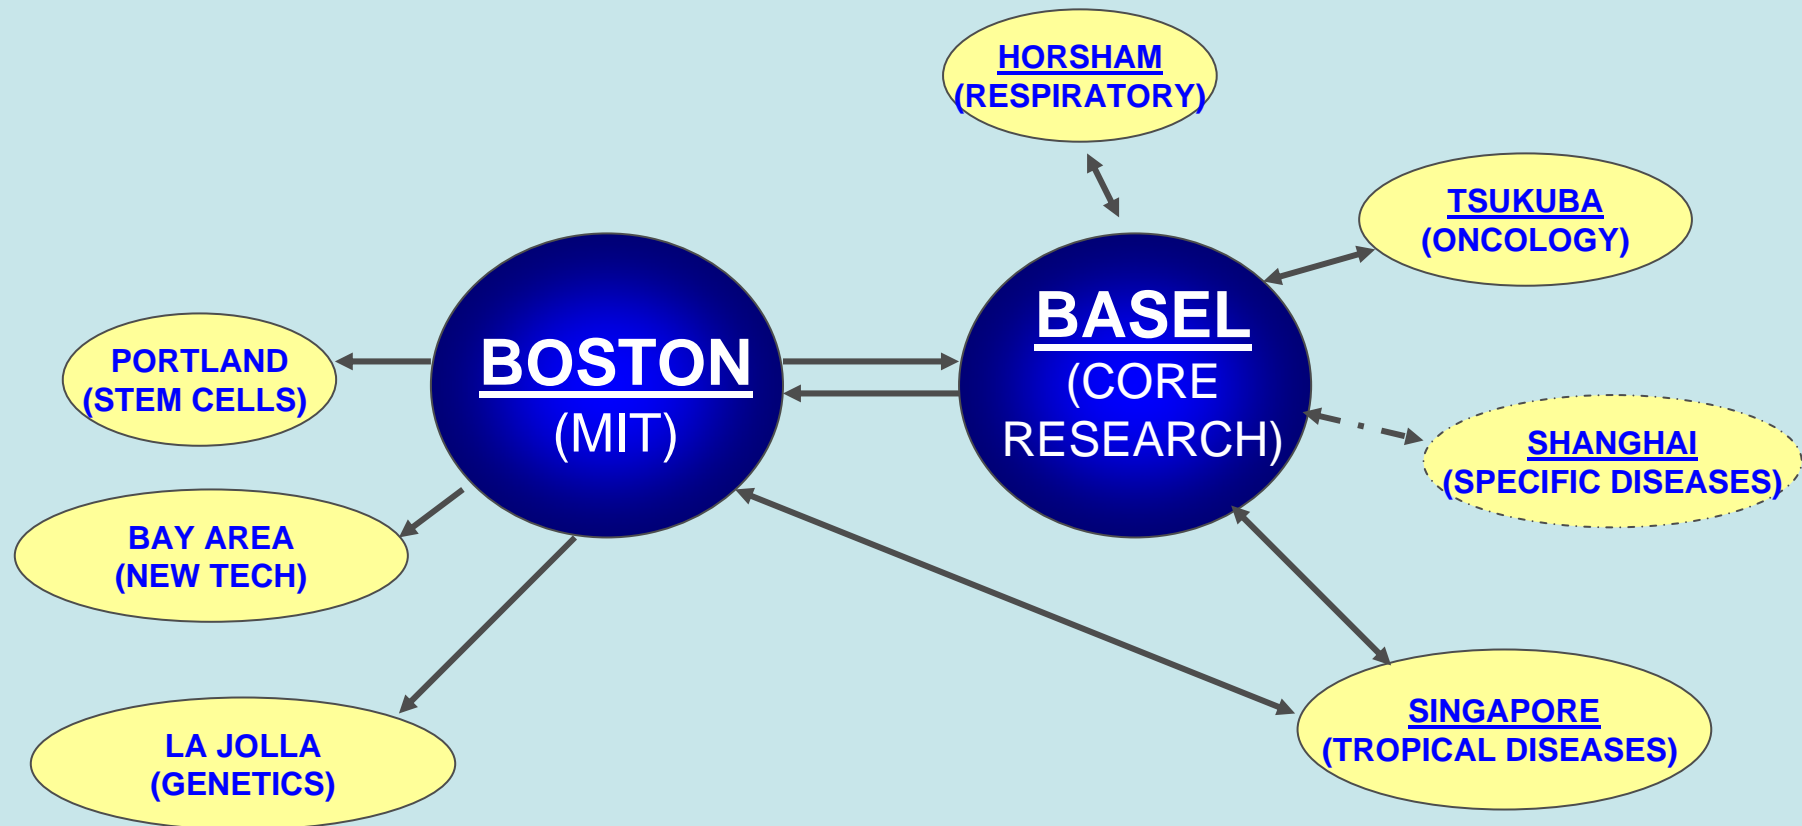 HORSHAM
(RESPIRATORY)
TSUKUBA
(ONCOLOGY)
BASEL
(CORE
RESEARCH)
BOSTON
(MIT)
PORTLAND
(STEM CELLS)
SHANGHAI
(SPECIFIC DISEASES)
BAY AREA
(NEW TECH)
SINGAPORE
(TROPICAL DISEASES)
LA JOLLA
(GENETICS)